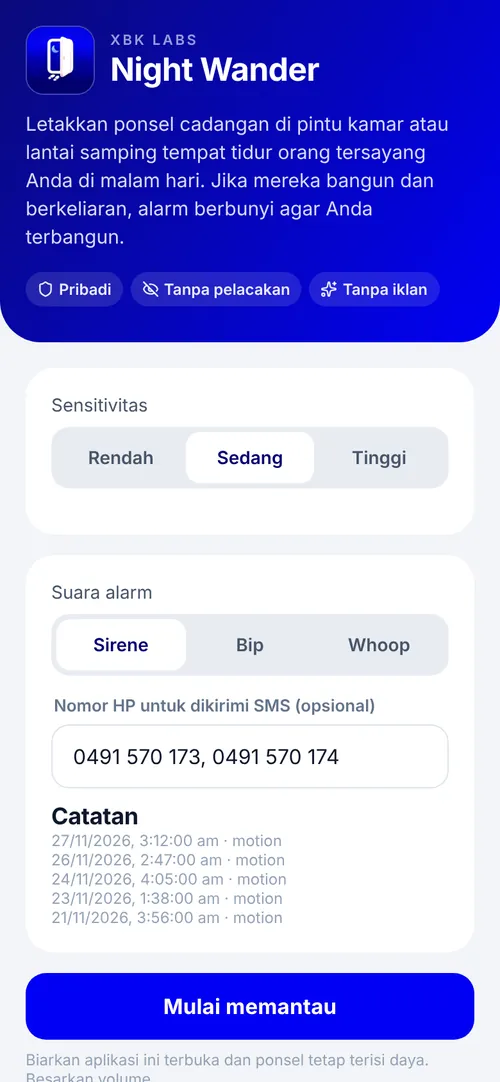 XBK LABS
Night Wander
Letakkan ponsel cadangan di pintu kamar atau
lantai samping tempat tidur orang tersayang
Anda di malam hari. Jika mereka bangun dan
berkeliaran, alarm berbunyi agar Anda
terbangun.
Pribadi
Tanpa pelacakan
Tanpa iklan
Sensitivitas
Rendah
Sedang
Tinggi
Suara alarm
Sirene
Bip
Whoop
Nomor HP untuk dikirimi SMS (opsional)
0491 570 173, 0491 570 174
Catatan
27/11/2026, 3:12:00 am · motion
26/11/2026, 2:47:00 am · motion
24/11/2026, 4:05:00 am · motion
23/11/2026, 1:38:00 am · motion
21/11/2026, 3:56:00 am · motion
Mulai memantau
Biarkan aplikasi ini terbuka dan ponsel tetap terisi daya.
Besarkan volume